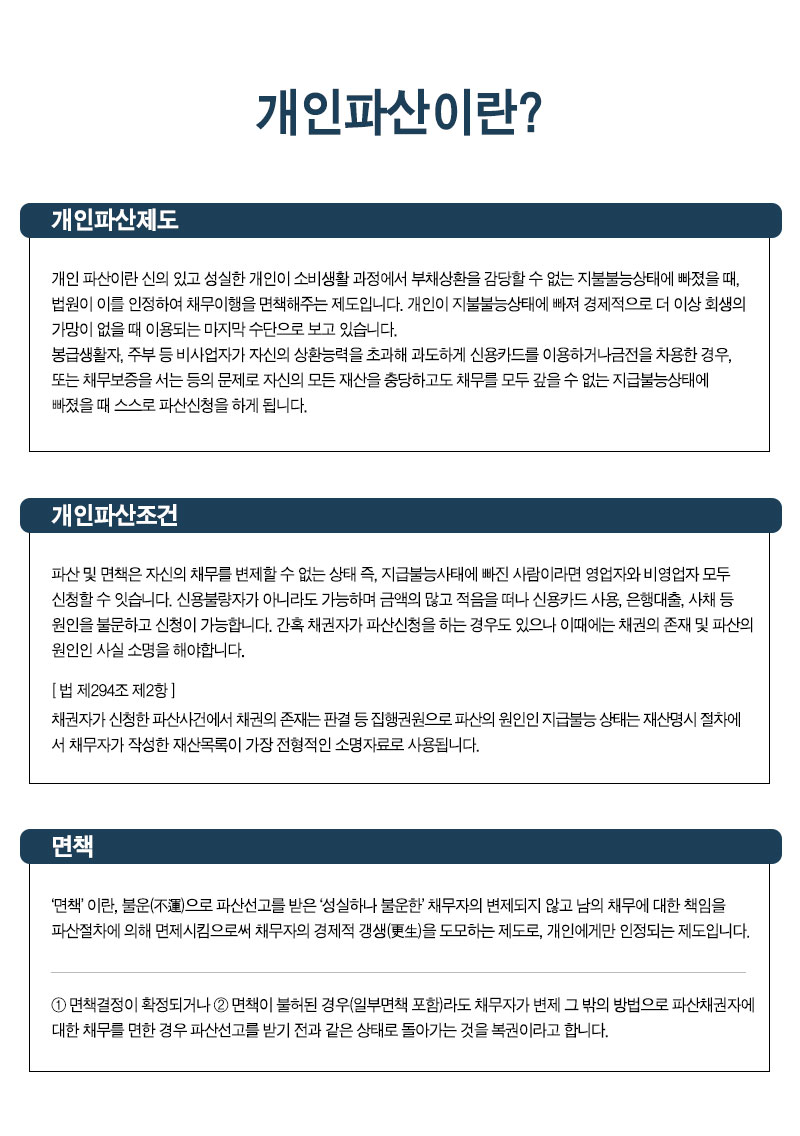 개인파산이란?
개인파산제도
개인 파산이란 신의 있고 성실한 개인이 소비생활 과정에서 부채상환을 감당할 수 없는 지불불능상태에 빠졌을 때,
법원이 이를 인정하여 채무이행을 면책해주는 제도입니다. 개인이 지불불능상태에 빠져 경제적으로 더 이상 회생의
가망이 없을 때 이용되는 마지막 수단으로 보고 있습니다.
봉급생활자, 주부 등 비사업자가 자신의 상환능력을 초과해 과도하게 신용카드를 이용하거나금전을 차용한 경우,
또는 채무보증을 서는 등의 문제로 자신의 모든 재산을 충당하고도 채무를 모두 갚을 수 없는 지급불능상태에
빠졌을 때 스스로 파산신청을 하게 됩니다.
개인파산조건
파산 및 면책은 자신의 채무를 변제할 수 없는 상태 즉, 지급불능사태에 빠진 사람이라면 영업자와 비영업자 모두
신청할 수 잇습니다. 신용불량자가 아니라도 가능하며 금액의 많고 적음을 떠나 신용카드 사용, 은행대출, 사채 등
원인을 불문하고 신청이 가능합니다. 간혹 채권자가 파산신청을 하는 경우도 있으나 이때에는 채권의 존재 및 파산의
원인인 사실 소명을 해야합니다.
[ 법 제294조 제2항 ]
채권자가 신청한 파산사건에서 채권의 존재는 판결 등 집행권원으로 파산의 원인인 지급불능 상태는 재산명시 절차에
서 채무자가 작성한 재산목록이 가장 전형적인 소명자료로 사용됩니다.
면책
‘면책’ 이란, 불운(不運)으로 파산선고를 받은 ‘성실하나 불운한’ 채무자의 변제되지 않고 남의 채무에 대한 책임을
파산절차에 의해 면제시킴으로써 채무자의 경제적 갱생(更生)을 도모하는 제도로, 개인에게만 인정되는 제도입니다.
① 면책결정이 확정되거나 ② 면책이 불허된 경우(일부면책 포함)라도 채무자가 변제 그 밖의 방법으로 파산채권자에
대한 채무를 면한 경우 파산선고를 받기 전과 같은 상태로 돌아가는 것을 복권이라고 합니다.